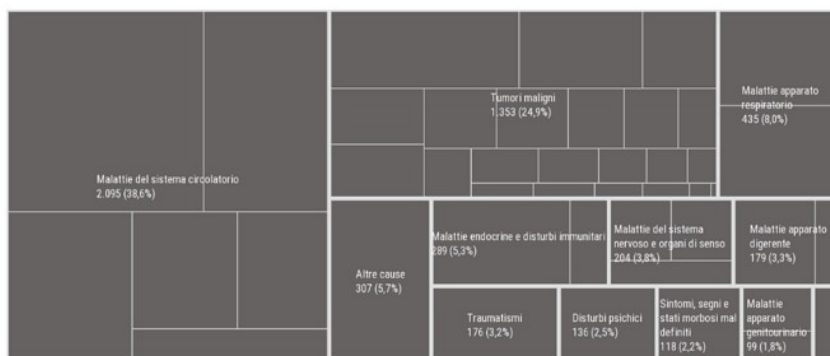 Malattie del sistema circolatorio
2.095 (38,6%)
Tumori maligni
1.353 (24,9%)
Malattie apparato
respiratorio
435 (8,0%)
Altre cause
307 (5,7%)
Malattie endocrine e disturbi immunitari
289 (5,3%)
Malattie del sistema
nervoso e organi di senso
204 (3,8%)
Malattie apparato
digerente
179 (3,3%)
Traumatismi
176 (3,2%)
Disturbi psichici
136 (2,5%)
Sintomi, segni e
stati morbosi mal
definiti
118 (2,2%)
Malattie
apparato
genitourinario
99 (1,8%)